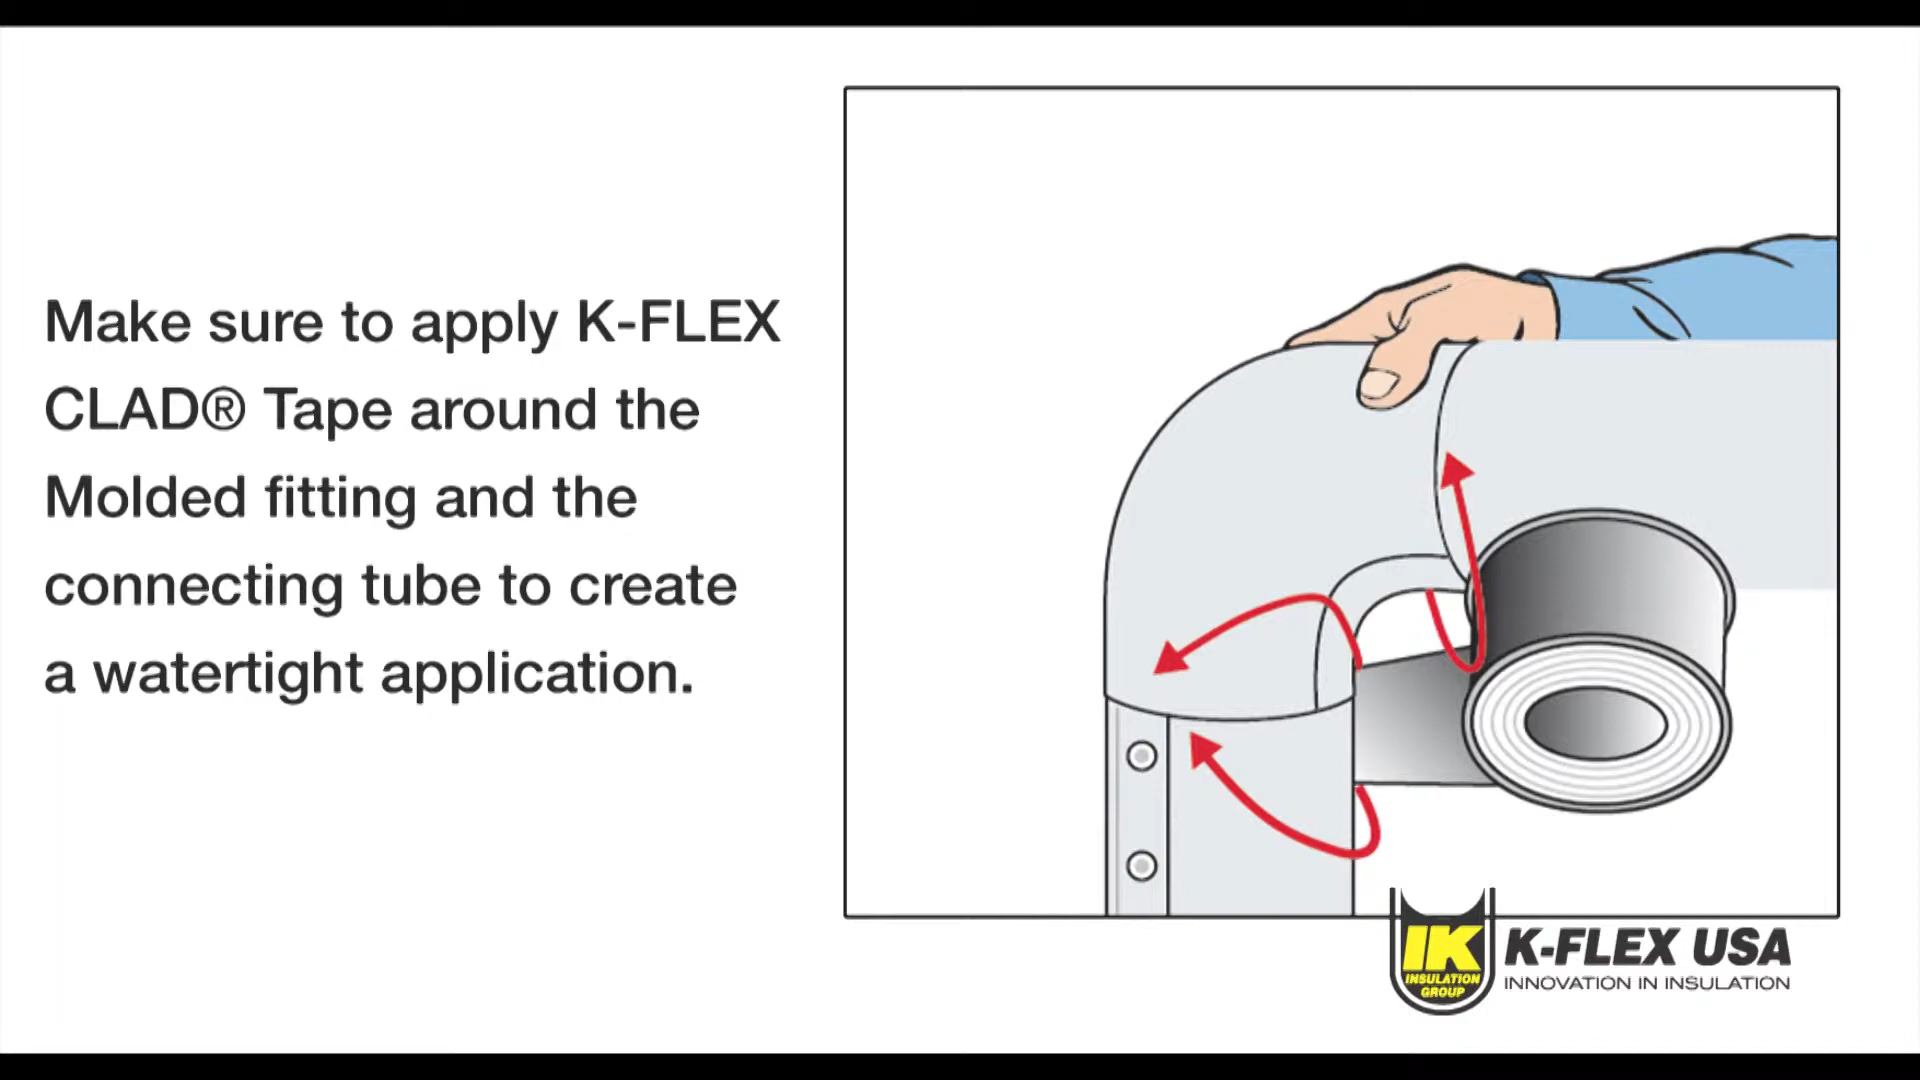 Make sure to apply K-FLEX
CLAD® Tape around the
Molded fitting and the
connecting tube to create
a watertight application.
IK
INSULATION
GROUP
K-FLEX USA
INNOVATION IN INSULATION